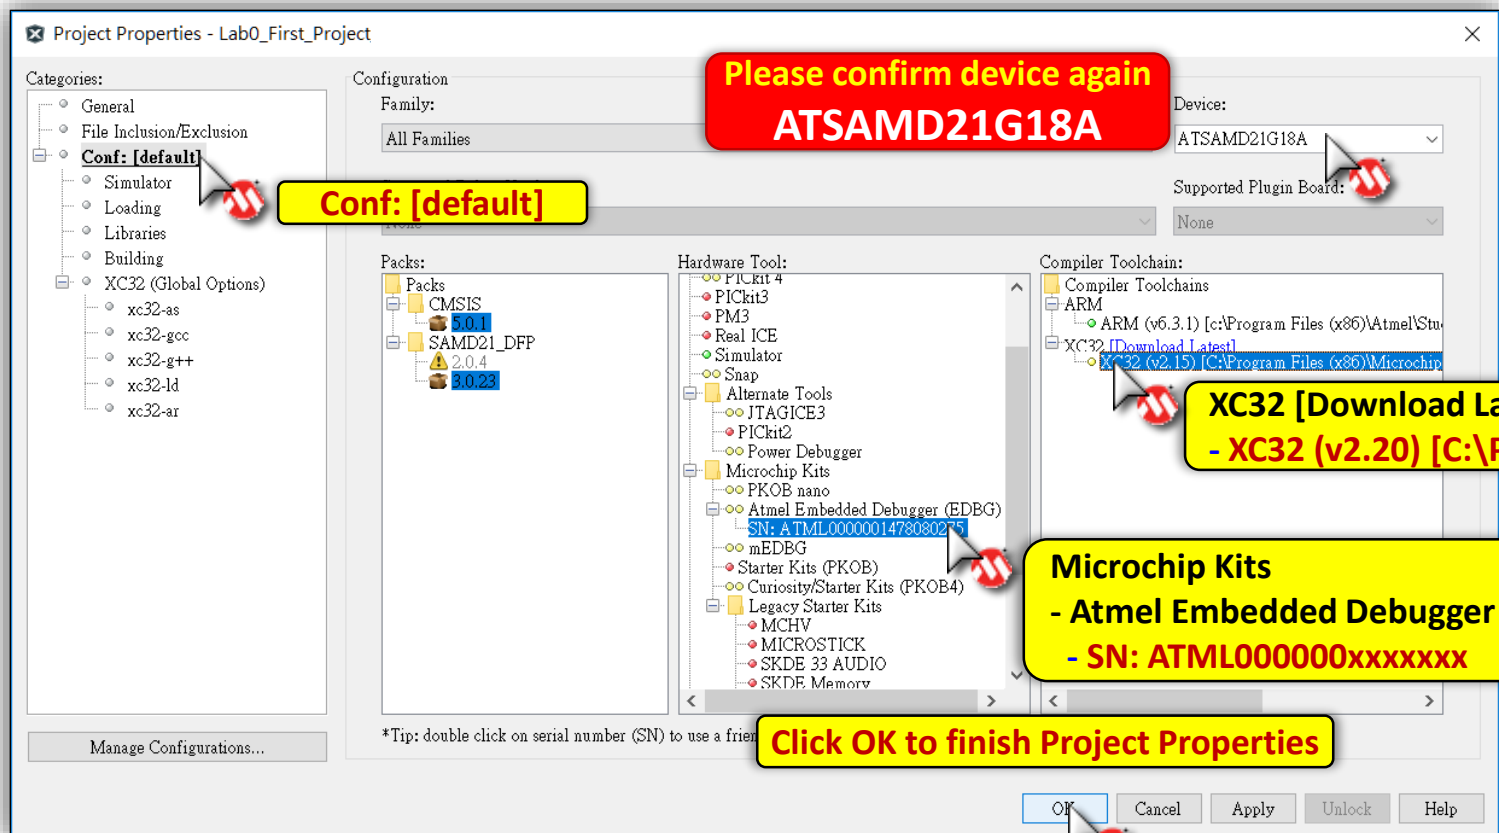 Project Properties - Lab0_First_Project
Categories:
General
File Inclusion/Exclusion
Conf: [default]
Simulator
Loading
Libraries
Building
XC32 (Global Options)
xc32-as
xc32-gcc
xc32-g++
xc32-ld
xc32-ar
Manage Configurations...
Conf: [default]
Configuration
Family:
All Families
Please confirm device again
ATSAMD21G18A
Device:
ATSAMD21G18A
Supported Plugin Board:
None
None
Packs:
Packs
CMSIS
5.0.1
SAMD21_DFP
2.0.4
3.0.23
Hardware Tool:
PICkit 4
PICkit3
PM3
Real ICE
Simulator
Snap
Alternate Tools
JTAGICE3
PICkit2
Power Debugger
Microchip Kits
PKOB nano
Atmel Embedded Debugger (EDBG)
SN: ATML0000001478080275
mEDBG
Starter Kits (PKOB)
Curiosity/Starter Kits (PKOB4)
Legacy Starter Kits
MCHV
MICROSTICK
SKDE 33 AUDIO
SKDE Memory
Compiler Toolchain:
Compiler Toolchains
ARM
ARM (v6.3.1) [c:\Program Files (x86)\Atmel\Stu
XC32 [Download Latest]
XC32 (v2.15) [C:\Program Files (x86)\Microchip
XC32 [Download La
- XC32 (v2.20) [C:\P
Microchip Kits
- Atmel Embedded Debugger
- SN: ATML000000xxxxxxx
*Tip: double click on serial number (SN) to use a frie
Click OK to finish Project Properties
OK
Cancel
Apply
Unlock
Help